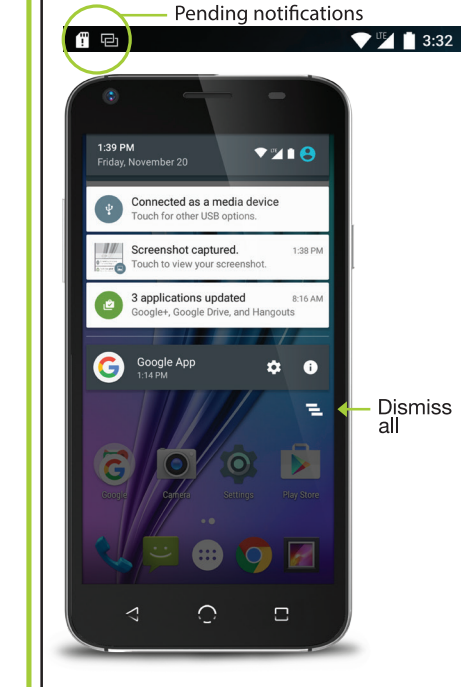 Pending notifications
LTE 3:32
1:39 PM
Friday, November 20
LTE
Connected as a media device
Touch for other USB options.
Screenshot captured. 1:38 PM
Touch to view your screenshot.
3 applications updated 8:16 AM
Google+, Google Drive, and Hangouts
Google App
1:14 PM
Dismiss
all
Google Camera Settings Play Store